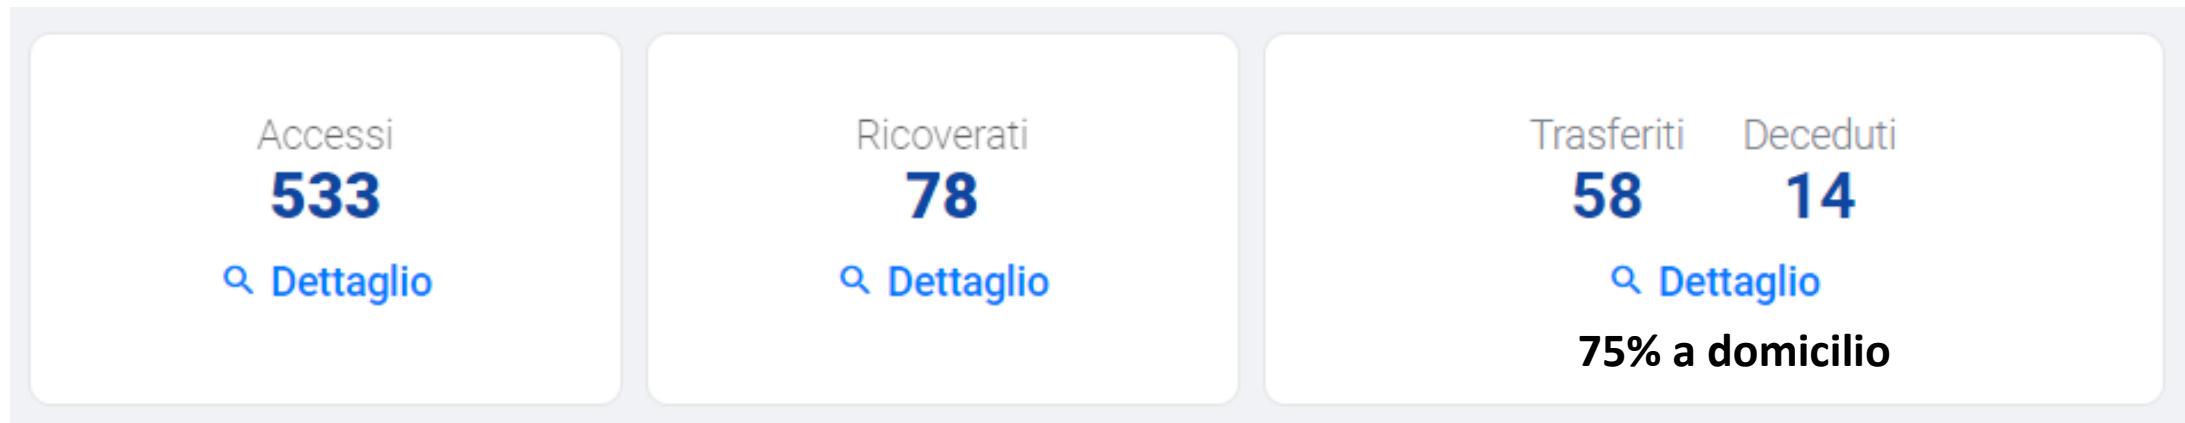 Accessi
533
Dettaglio
Ricoverati
78
Dettaglio
Trasferiti Deceduti
58 14
Dettaglio
75% a domicilio